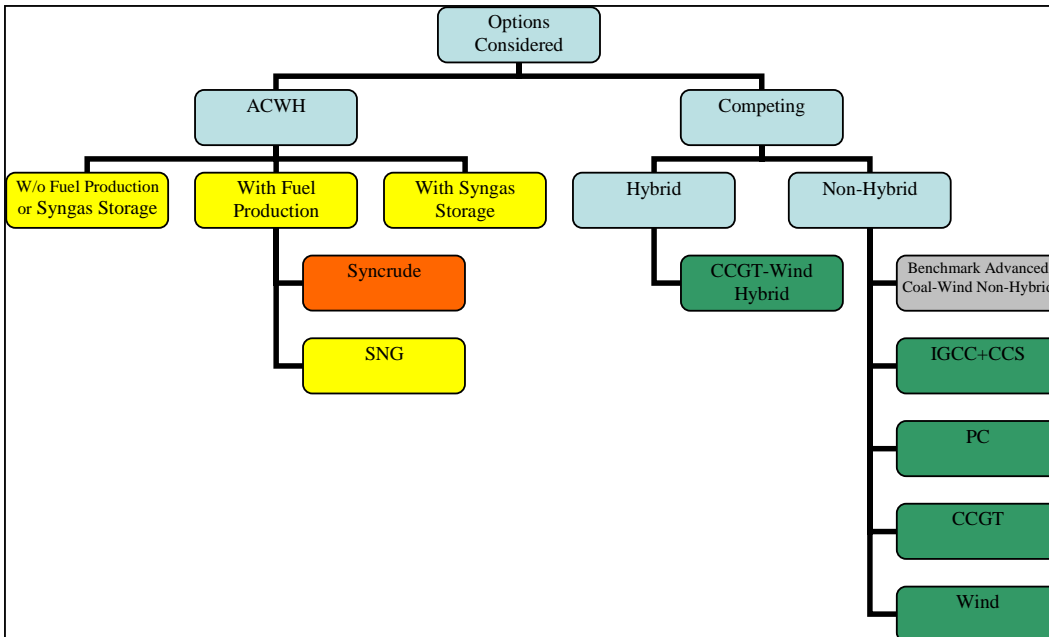 Options
Considered
ACWH
Competing
W/o Fuel Production
or Syngas Storage
With Fuel
Production
With Syngas
Storage
Hybrid
Non-Hybrid
Syncrude
CCGT-Wind
Hybrid
Benchmark Advanced
Coal-Wind Non-Hybrid
SNG
IGCC+CCS
PC
CCGT
Wind